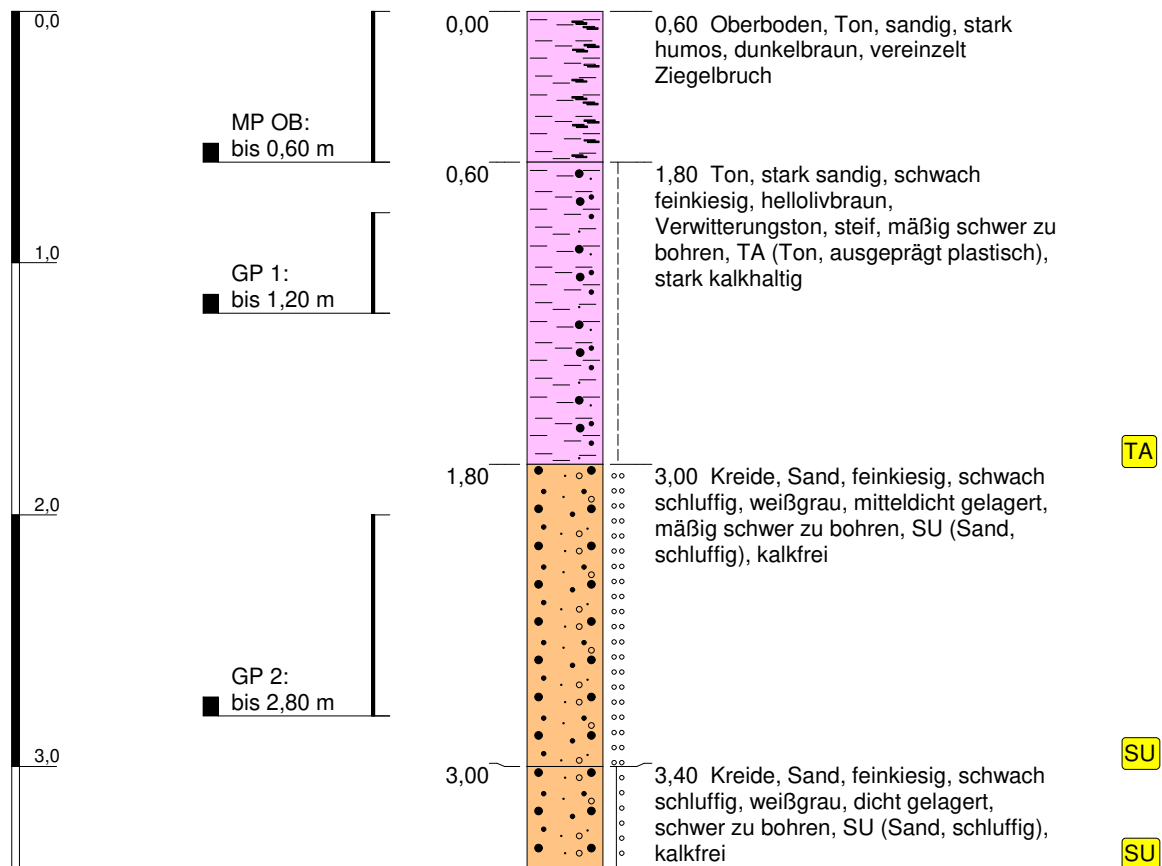 0,0
0,00
0,60 Oberboden, Ton, sandig, stark
humos, dunkelbraun, vereinzelt
Ziegelbruch
MP OB:
bis 0,60 m
0,60
1,80 Ton, stark sandig, schwach
feinkiesig, hellolivbraun,
Verwitterungston, steif, mäßig schwer zu
bohren, TA (Ton, ausgeprägt plastisch),
stark kalkhaltig
1,0
GP 1:
bis 1,20 m
TA
1,80
3,00 Kreide, Sand, feinkiesig, schwach
schluffig, weißgrau, mitteldicht gelagert,
mäßig schwer zu bohren, SU (Sand,
schluffig), kalkfrei
2,0
GP 2:
bis 2,80 m
3,0
SU
3,00
3,40 Kreide, Sand, feinkiesig, schwach
schluffig, weißgrau, dicht gelagert,
schwer zu bohren, SU (Sand, schluffig),
kalkfrei
SU